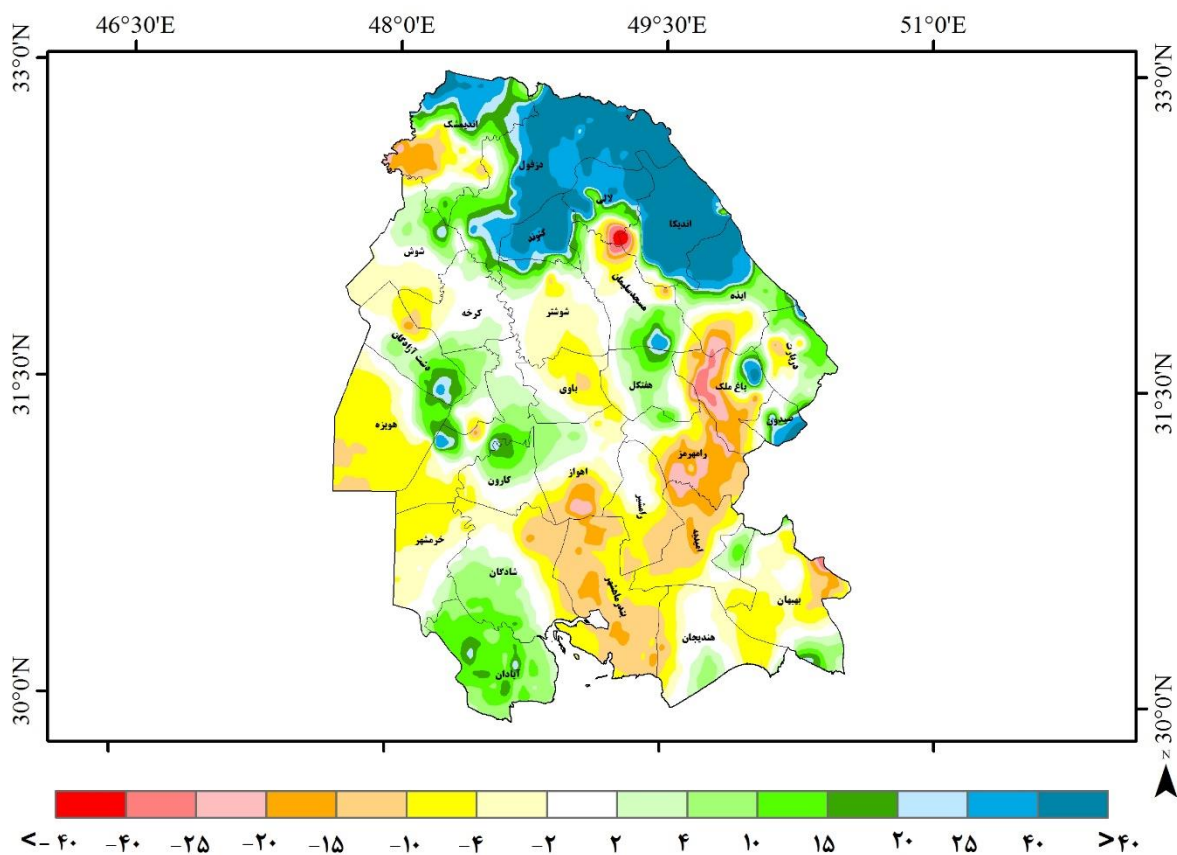 46°30'E 48°0'E 49°30'E 51°0'E
33°0'N 33°0'N
اندیمشک
دزفول
لالی
اندیکا
گتوند
شوش
ایذه
مسجدسلیمان
کرخه
شوشتر
دشت آزادگان
باوی
هفتگل
باغ ملک
31°30'N 31°30'N
هویزه
صیدون
رامهرمز
اهواز
کارون
رامشیر
خرمشهر
امیدیه
شادگان
بندرماهشهر
بهبهان
هندیجان
آبادان
30°0'N 30°0'N
N
<-۴۰ -۴۰ -۲۵ -۲۰ -۱۵ -۱۰ -۴ -۲ ۲ ۴ ۱۰ ۱۵ ۲۰ ۲۵ ۴۰ >۴۰